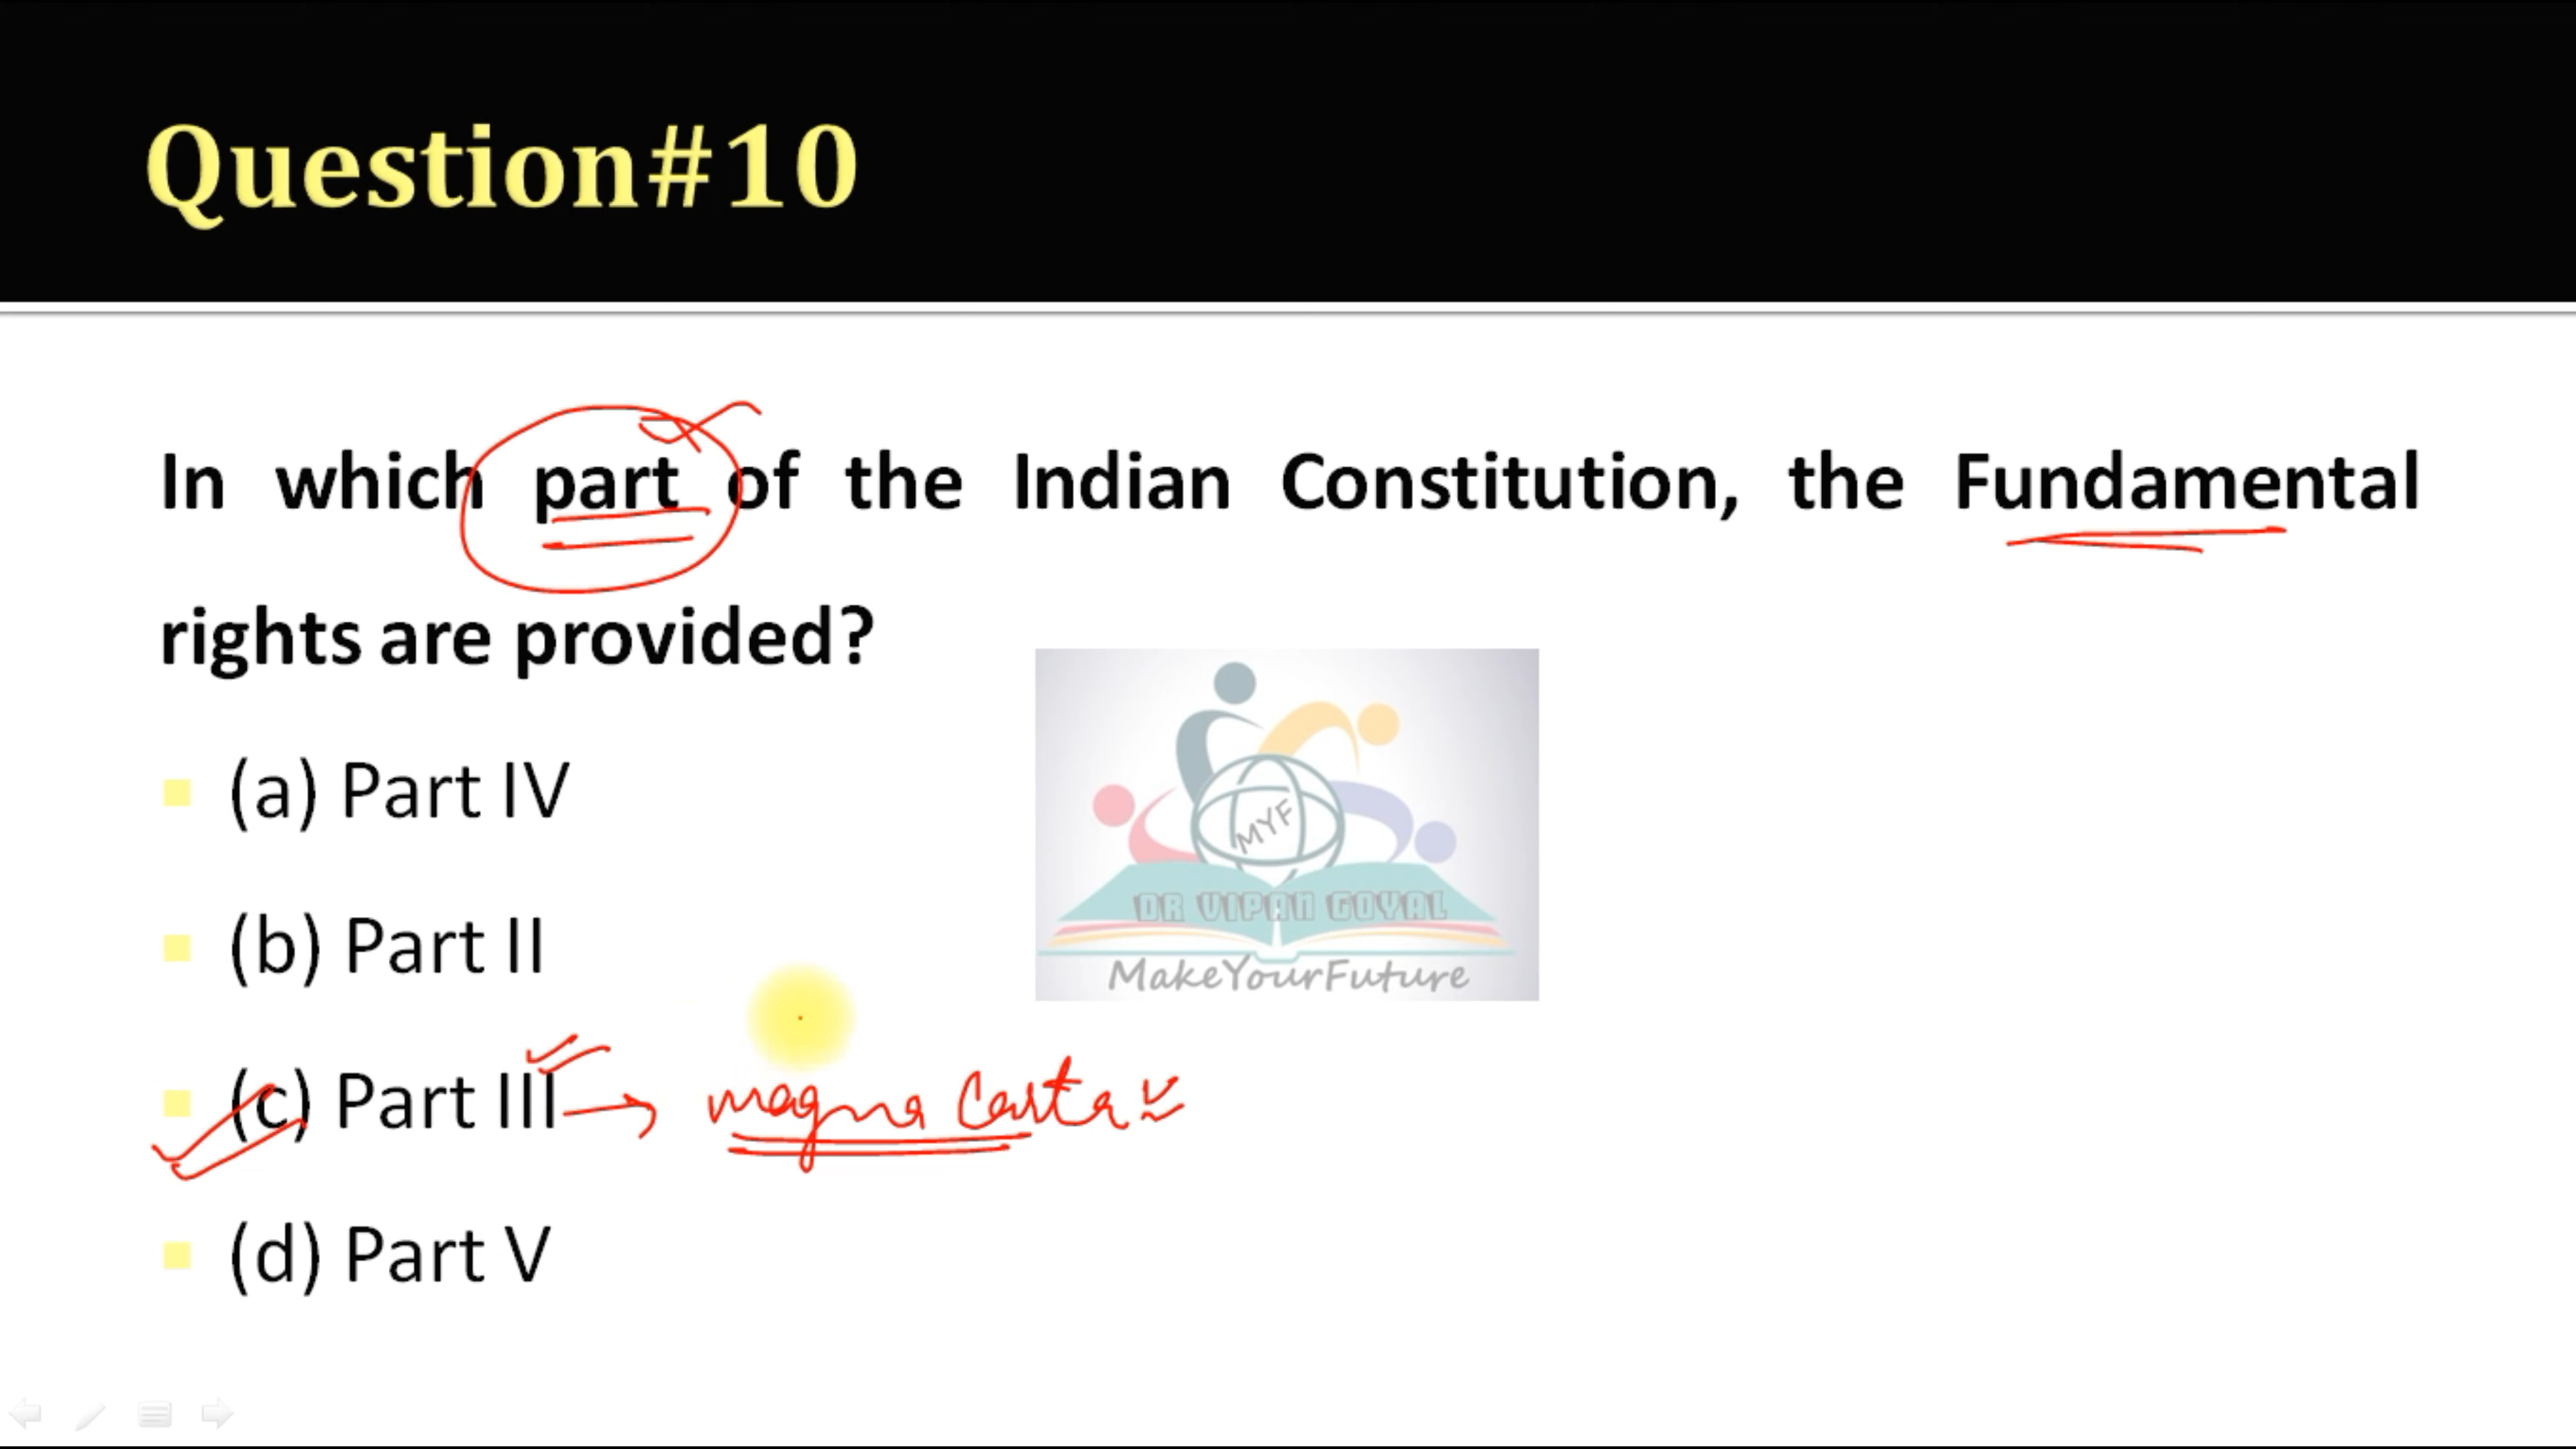 Question#10
In which part of the Indian Constitution, the Fundamental
rights are provided?
(a) Part IV
(b) Part II
(c) Part III → magna Carta
(d) Part V
MYF
DR VIPAN GOYAL
MakeYourFuture